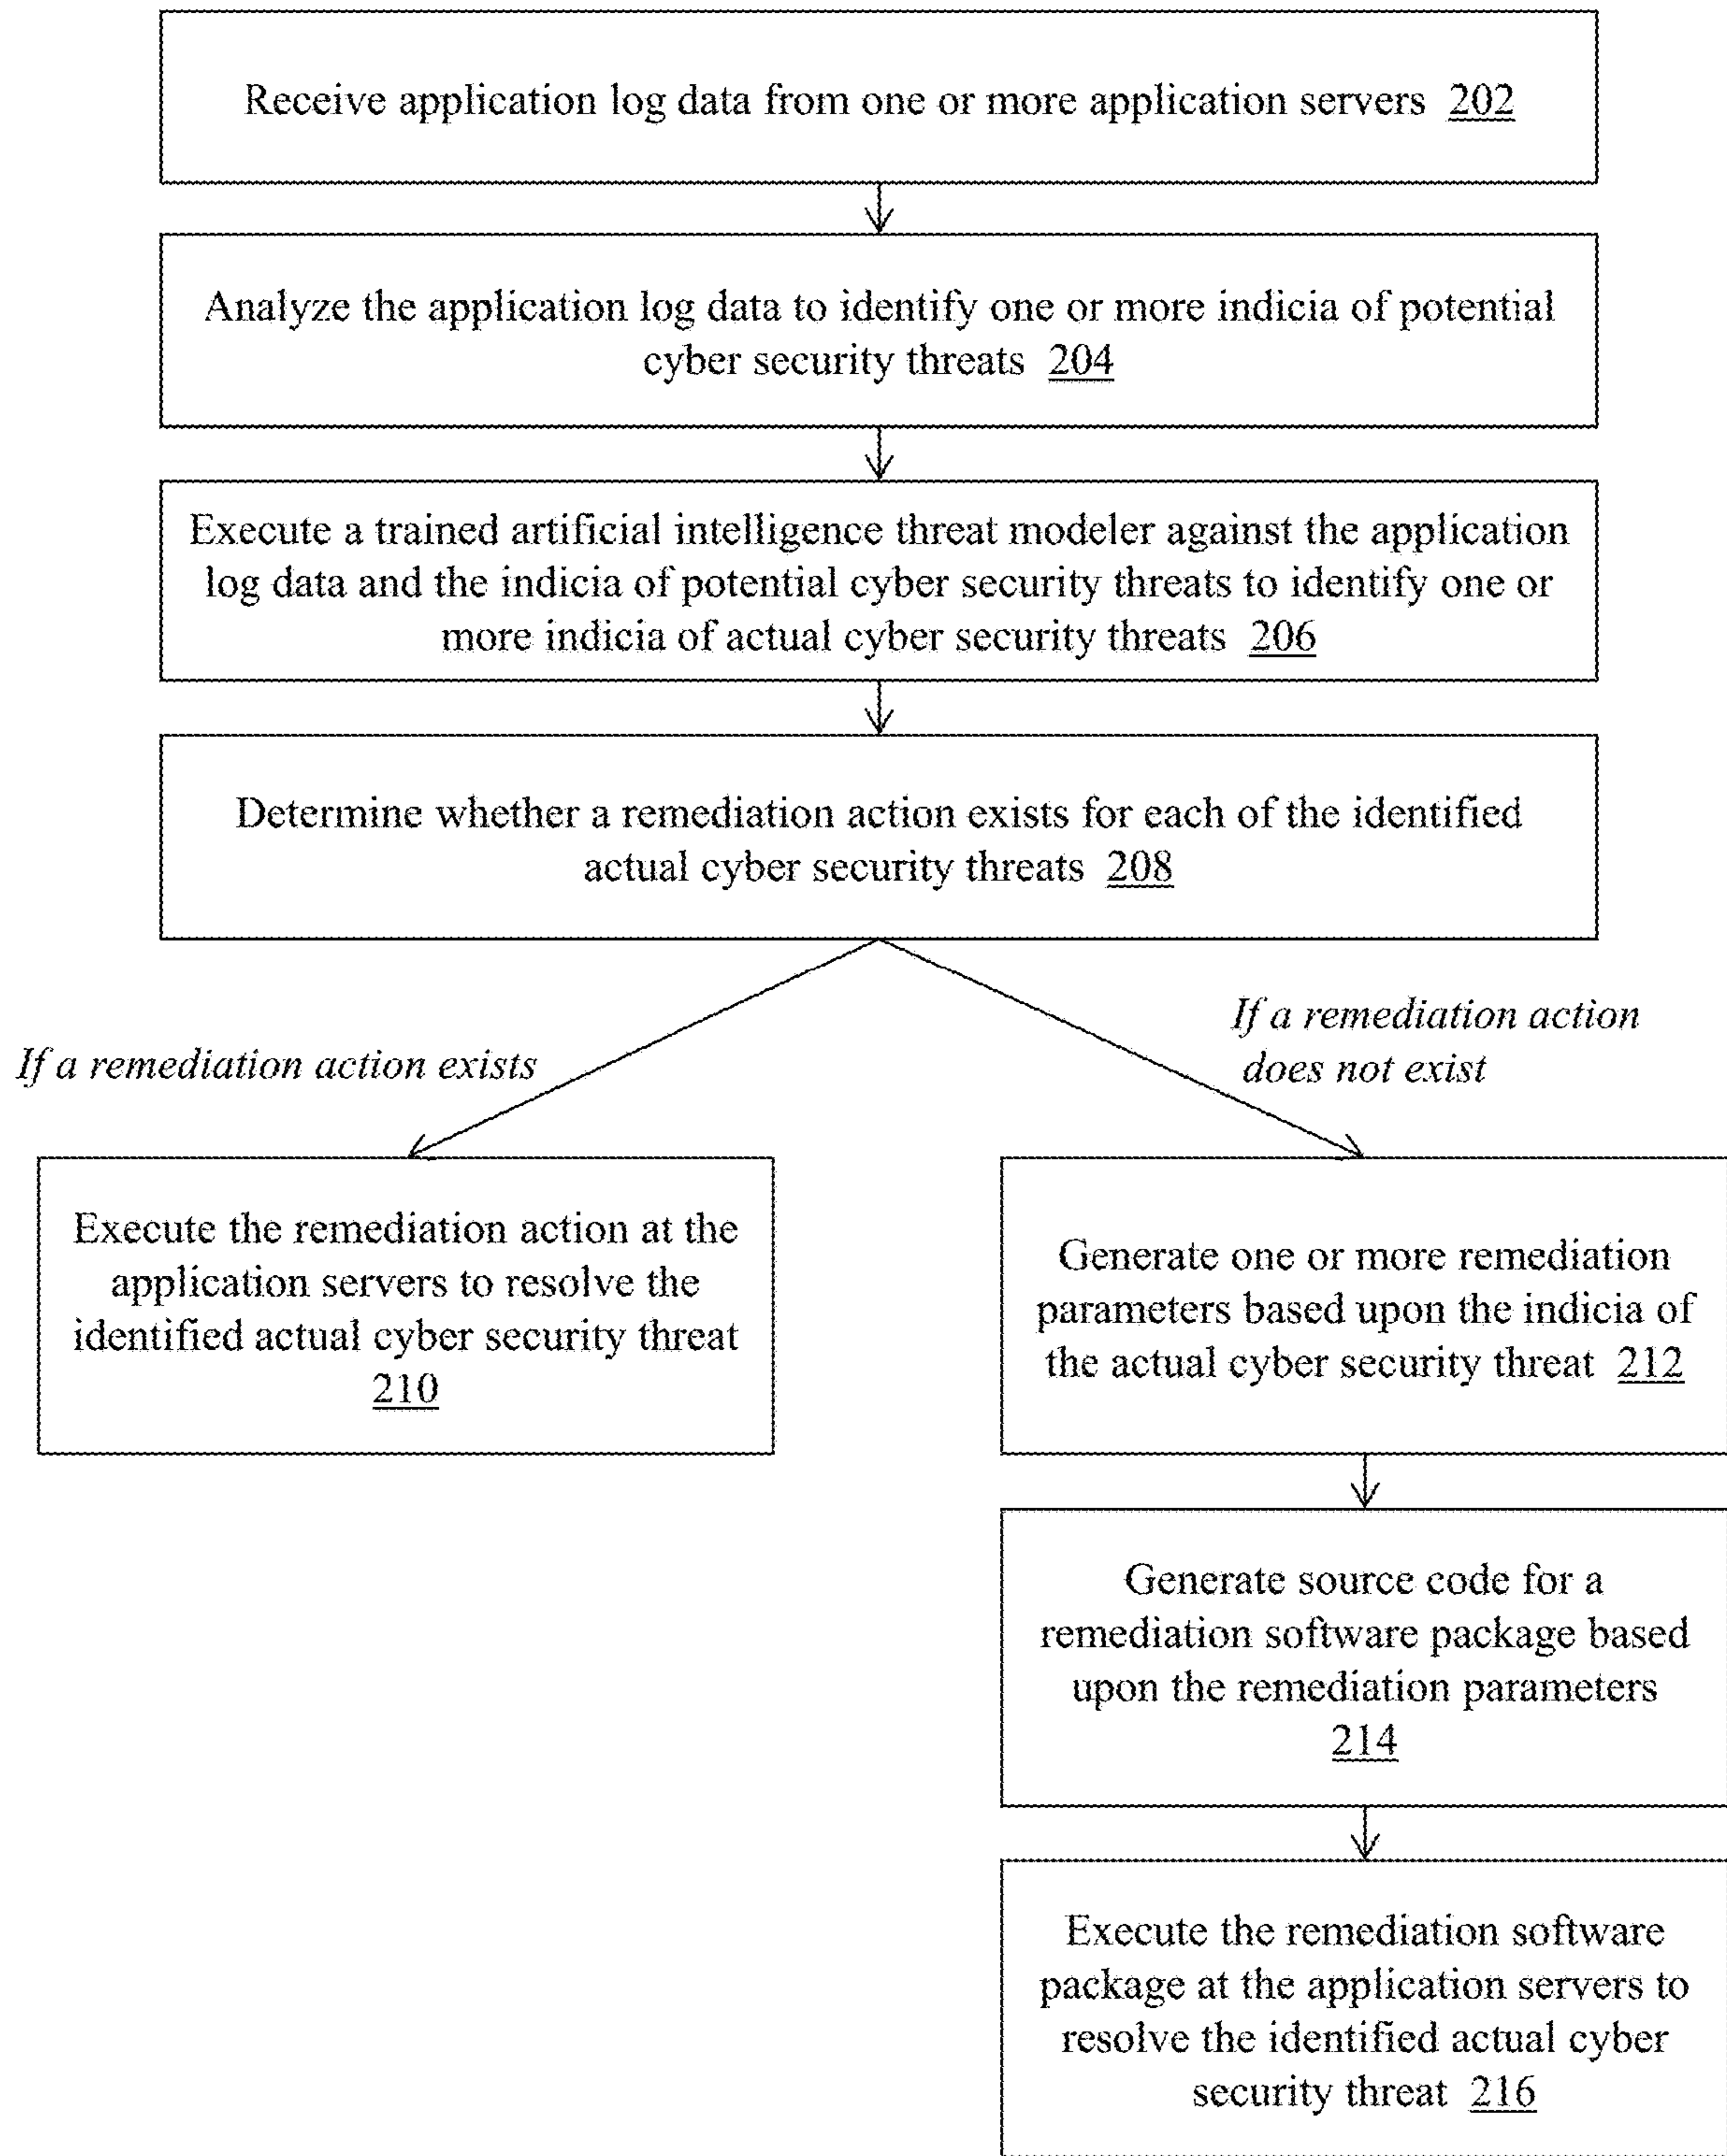 Receive application log data from one or more application servers 202
Analyze the application log data to identify one or more indicia of potential
cyber security threats 204
Execute a trained artificial intelligence threat modeler against the application
log data and the indicia of potential cyber security threats to identify one or
more indicia of actual cyber security threats 206
Determine whether a remediation action exists for each of the identified
actual cyber security threats 208
If a remediation action exists
If a remediation action
does not exist
Execute the remediation action at the
application servers to resolve the
identified actual cyber security threat
210
Generate one or more remediation
parameters based upon the indicia of
the actual cyber security threat 212
Generate source code for a
remediation software package based
upon the remediation parameters
214
Execute the remediation software
package at the application servers to
resolve the identified actual cyber
security threat 216